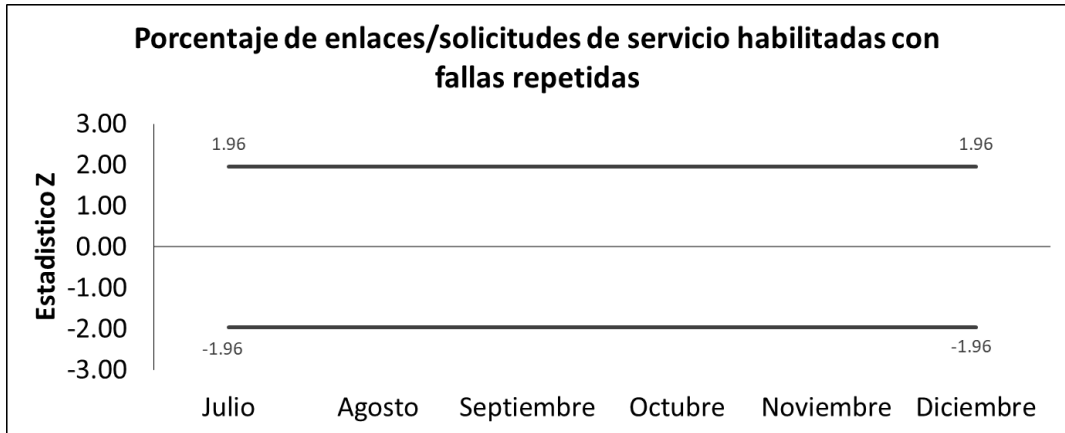 Porcentaje de enlaces/solicitudes de servicio habilitadas con
fallas repetidas
Estadistico Z
3.00
2.00
1.00
0.00
-1.00
-2.00
-3.00
1.96
1.96
-1.96
-1.96
Julio
Agosto
Septiembre
Octubre
Noviembre
Diciembre